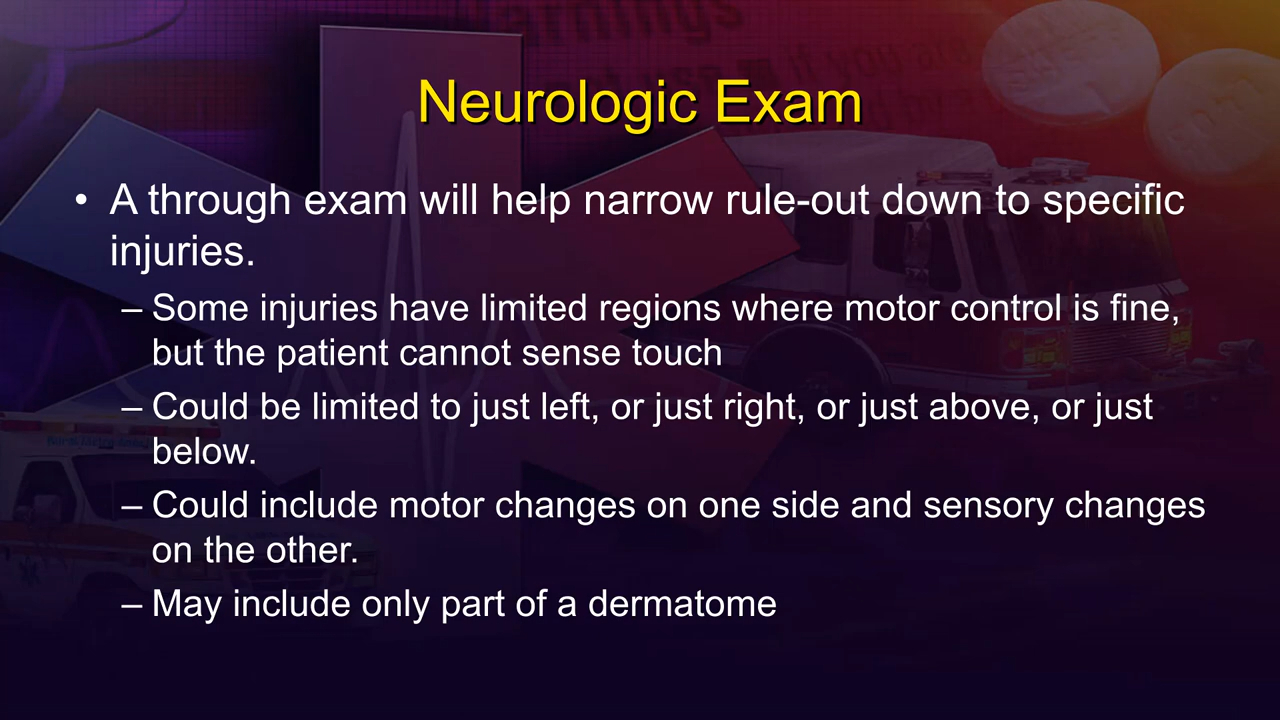 Neurologic Exam
• A through exam will help narrow rule-out down to specific
injuries.
– Some injuries have limited regions where motor control is fine,
but the patient cannot sense touch
– Could be limited to just left, or just right, or just above, or just
below.
– Could include motor changes on one side and sensory changes
on the other.
– May include only part of a dermatome